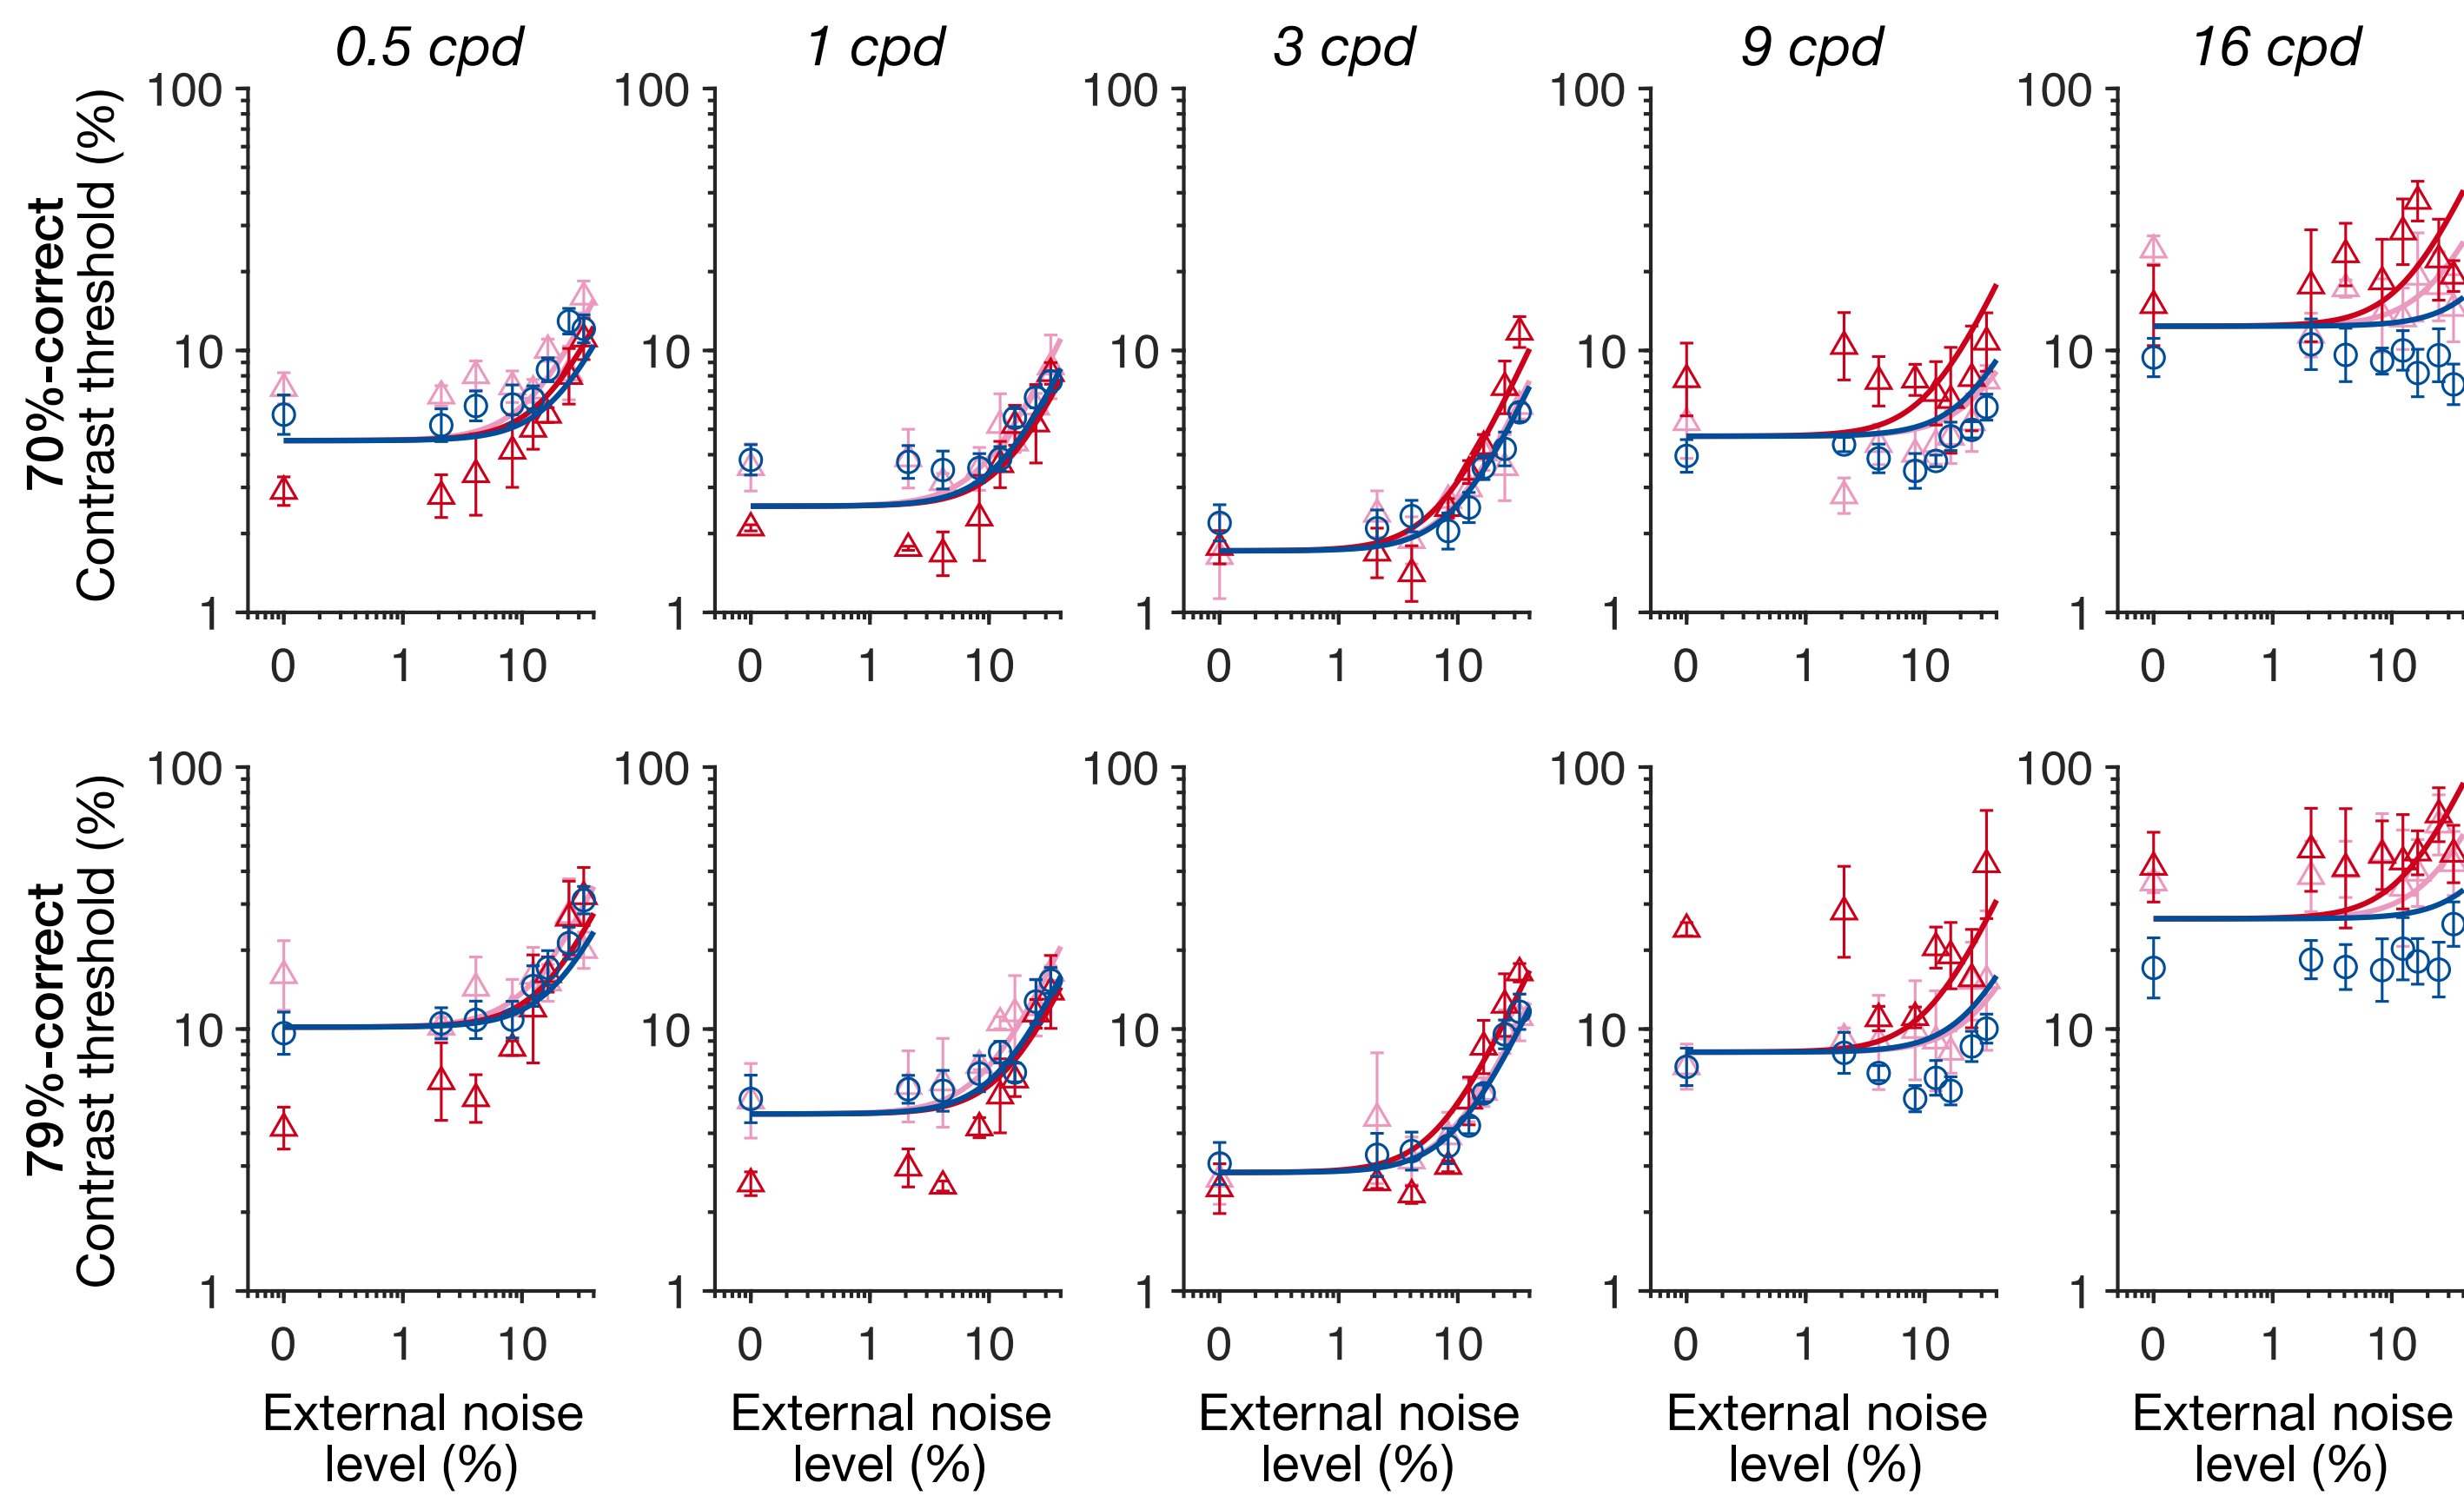 0.5 cpd 1 cpd 3 cpd 9 cpd 16 cpd
100 100 100 100 100
10 10 10 10 10
1 1 1 1 1
70%-correct
Contrast threshold (%)
0 1 10 0 1 10 0 1 10 0 1 10 0 1 10
100 100 100 100 100
10 10 10 10 10
1 1 1 1 1
79%-correct
Contrast threshold (%)
0 1 10 0 1 10 0 1 10 0 1 10 0 1 10
External noise External noise External noise External noise External noise
level (%) level (%) level (%) level (%) level (%)